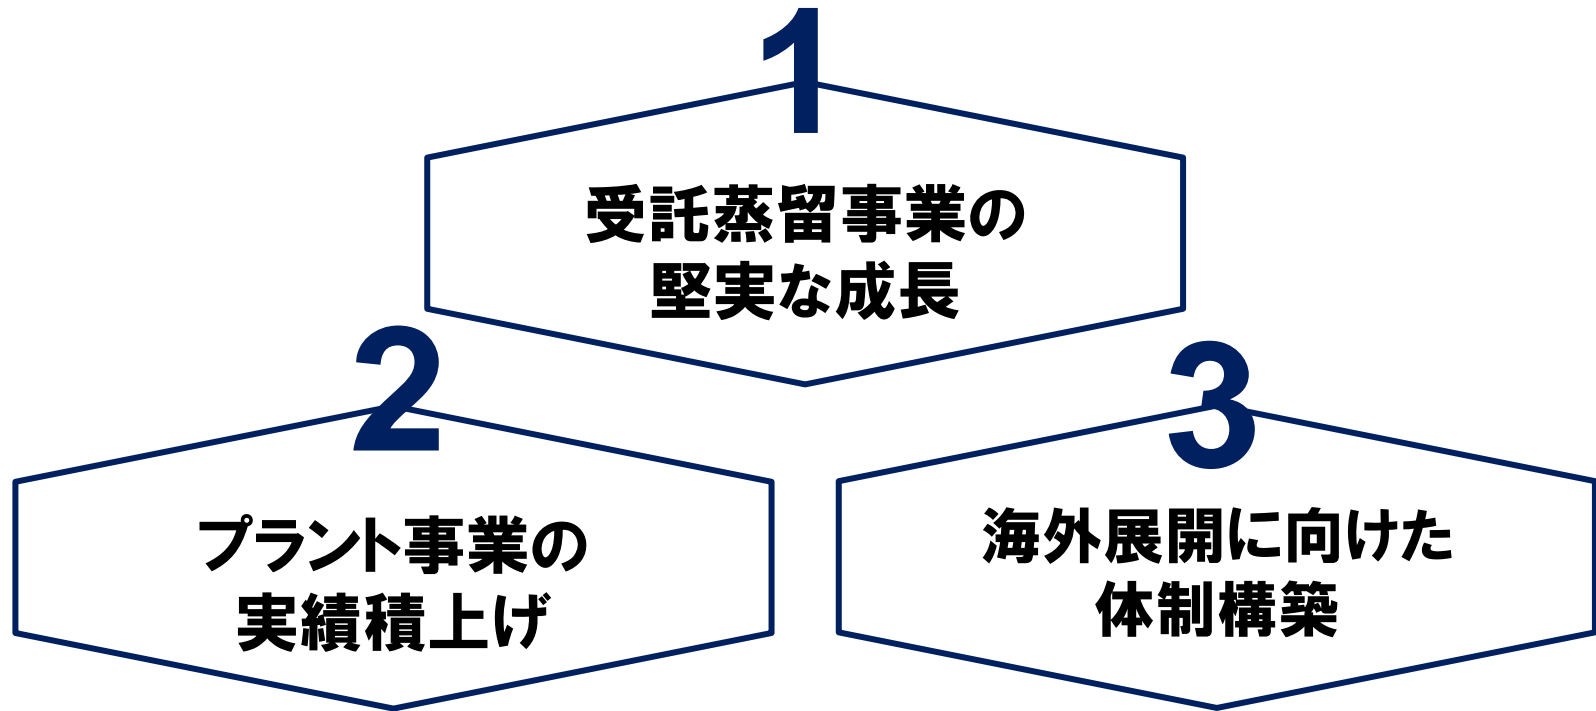 1
受託蒸留事業の
堅実な成長
2
プラント事業の
実績積上げ
3
海外展開に向けた
体制構築